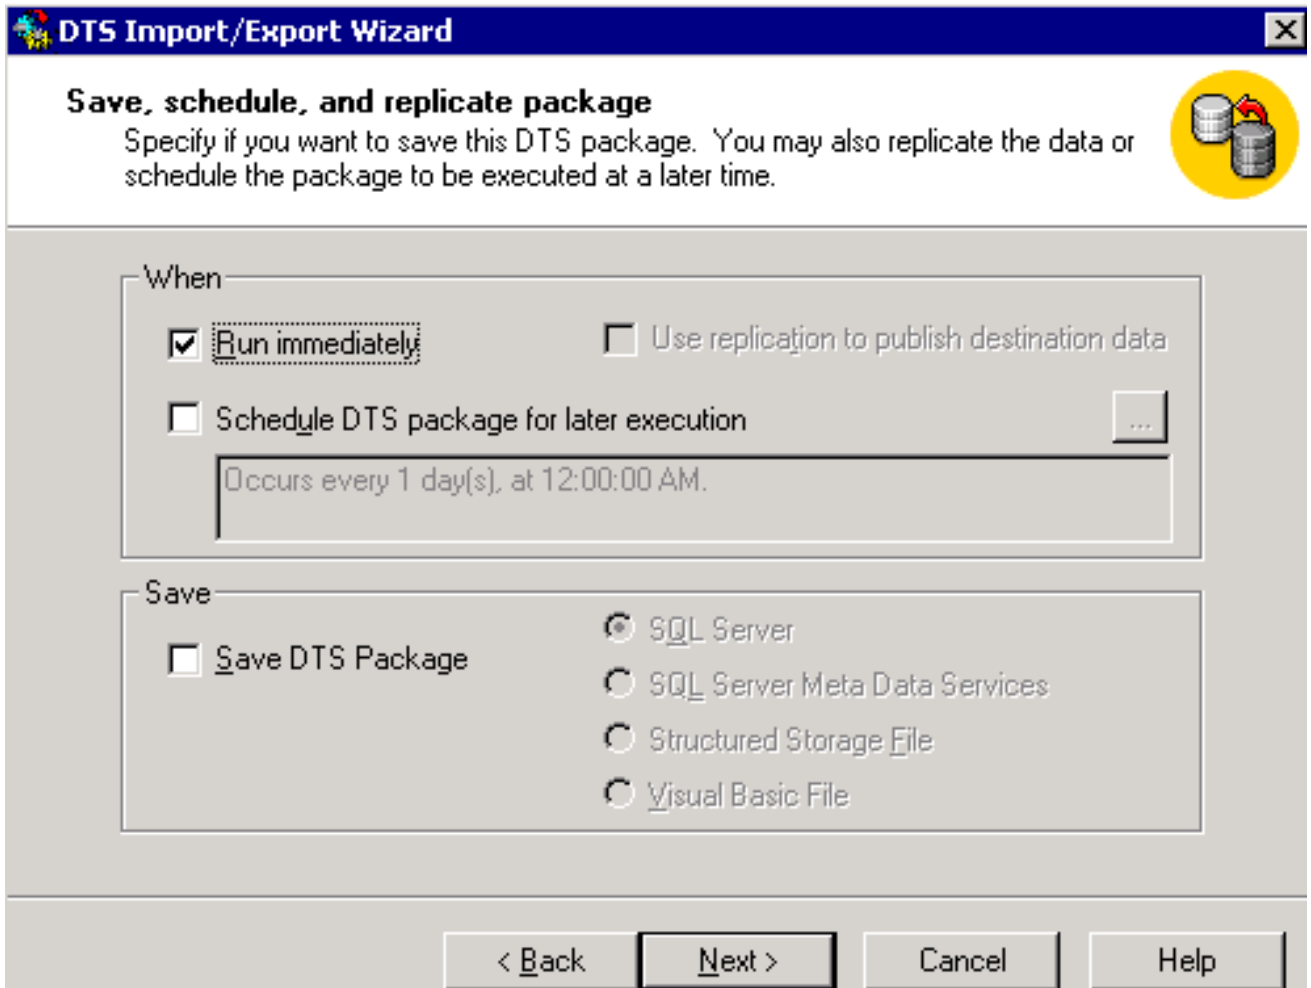 DTS Import/Export Wizard
Save, schedule, and replicate package
Specify if you want to save this DTS package. You may also replicate the data or
schedule the package to be executed at a later time.
When
Run immediately
Use replication to publish destination data
Schedule DTS package for later execution
...
Occurs every 1 day(s), at 12:00:00 AM.
Save
Save DTS Package
SQL Server
SQL Server Meta Data Services
Structured Storage File
Visual Basic File
< Back
Next >
Cancel
Help